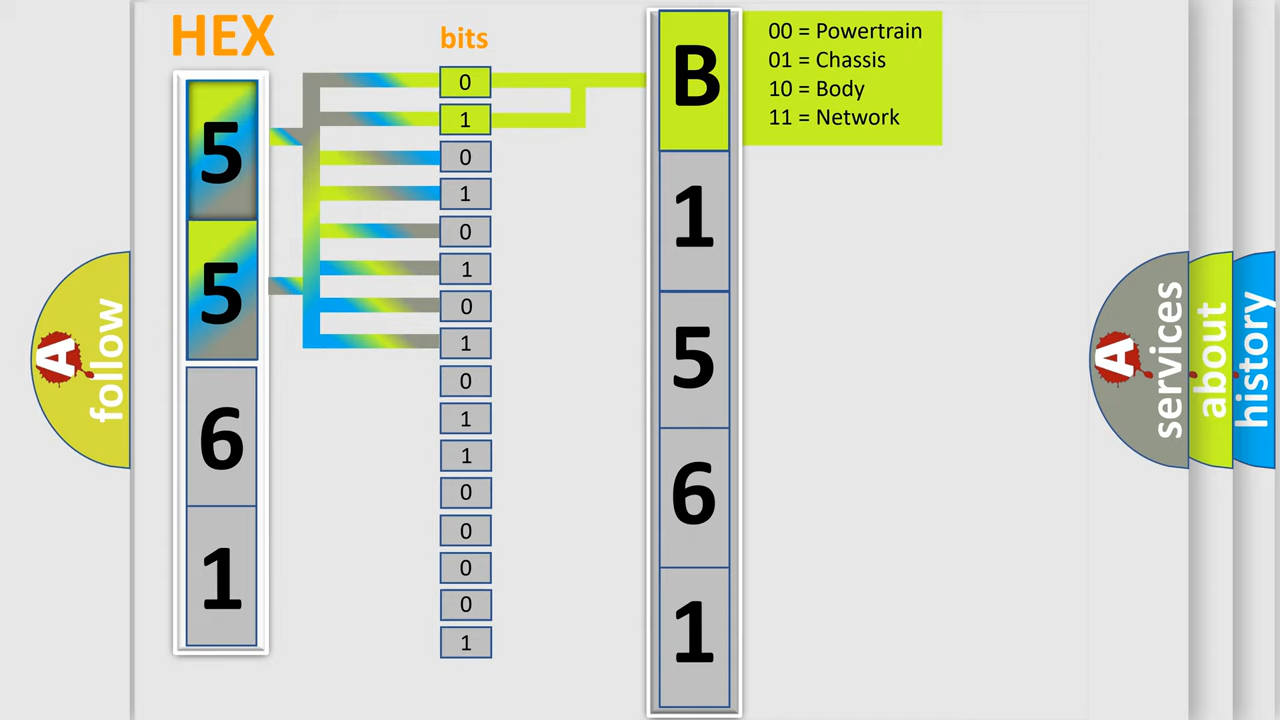 HEX
bits
5
5
6
1
0
1
0
1
0
1
0
1
0
1
1
0
0
0
0
1
B
1
5
6
1
00 = Powertrain
01 = Chassis
10 = Body
11 = Network
A
follow
A
services
about
history